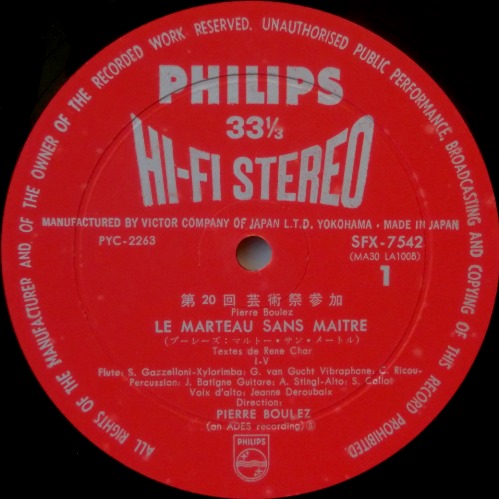 ALL RIGHTS OF THE MANUFACTURER AND OF THE OWNER OF THE RECORDED WORK RESERVED. UNAUTHORISED PUBLIC PERFORMANCE, BROADCASTING AND COPYING OF THIS RECORD PROHIBITED.
PHILIPS
33 1/3
HI-FI STEREO
MANUFACTURED BY VICTOR COMPANY OF JAPAN L.T.D. YOKOHAMA • MADE IN JAPAN
PYC-2263
SFX-7542
(MA30 LA1008)
1
第20回 芸術祭参加
Pierre Boulez
LE MARTEAU SANS MAITRE
(ブーレーズ:マルトー・サン・メートル)
Textes de Rene Char
I-V
Flute: S. Gazzelloni-Xylorimba: G. van Gucht Vibraphone: C. Ricou-
Percussion: J. Batigne Guitare: A. Stingl-Alto: S. Collot
Voix d'alto: Jeanne Deroubaix
Direction:
PIERRE BOULEZ
(an ADES recording) Ⓢ
PHILIPS